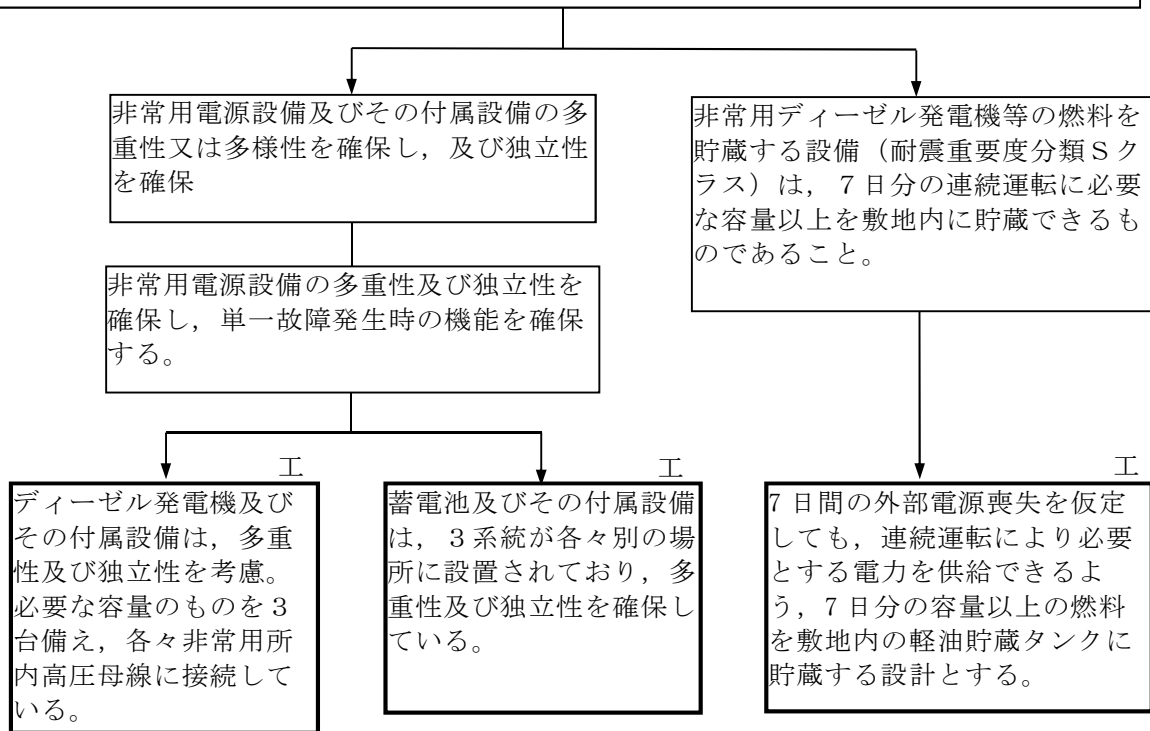 非常用電源設備及びその付属設備の多
重性又は多様性を確保し，及び独立性
を確保
非常用ディーゼル発電機等の燃料を
貯蔵する設備（耐震重要度分類Ｓク
ラス）は，７日分の連続運転に必要
な容量以上を敷地内に貯蔵できるも
のであること。
非常用電源設備の多重性及び独立性を
確保し，単一故障発生時の機能を確保
する。
工
ディーゼル発電機及び
その付属設備は，多重
性及び独立性を考慮。
必要な容量のものを３
台備え，各々非常用所
内高圧母線に接続して
いる。
工
蓄電池及びその付属設備
は，３系統が各々別の場
所に設置されており，多
重性及び独立性を確保し
ている。
工
7 日間の外部電源喪失を仮定
しても，連続運転により必要
とする電力を供給できるよ
う，7 日分の容量以上の燃料
を敷地内の軽油貯蔵タンクに
貯蔵する設計とする。